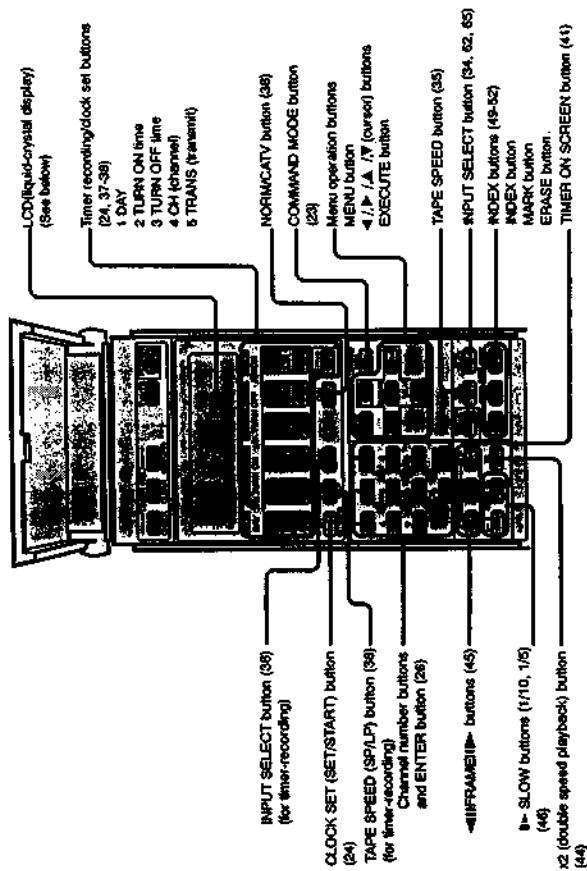 LCD(liquid-crystal display)
(See below)
Timer recording/clock set buttons
(24, 37-38)
1 DAY
2 TURN ON time
3 TURN OFF time
4 CH (channel)
5 TRANS (transmit)
NORM/CATV button (38)
COMMAND MODE button
(23)
Menu operation buttons
MENU button
◀ / ▶ / ▲ / ▼ (cursor) buttons
EXECUTE button
TAPE SPEED button (35)
INPUT SELECT button (34, 62, 65)
INDEX buttons (49-52)
INDEX button
MARK button
ERASE button
TIMER ON SCREEN button (41)
INPUT SELECT button (38)
(for timer-recording)
CLOCK SET (SET/START) button
(24)
TAPE SPEED (SP/LP) button (38)
(for timer-recording)
Channel number buttons
and ENTER button (26)
◀IIFRAMEII▶ buttons (45)
I▶ SLOW buttons (1/10, 1/5)
(46)
x2 (double speed playback) button
(44)